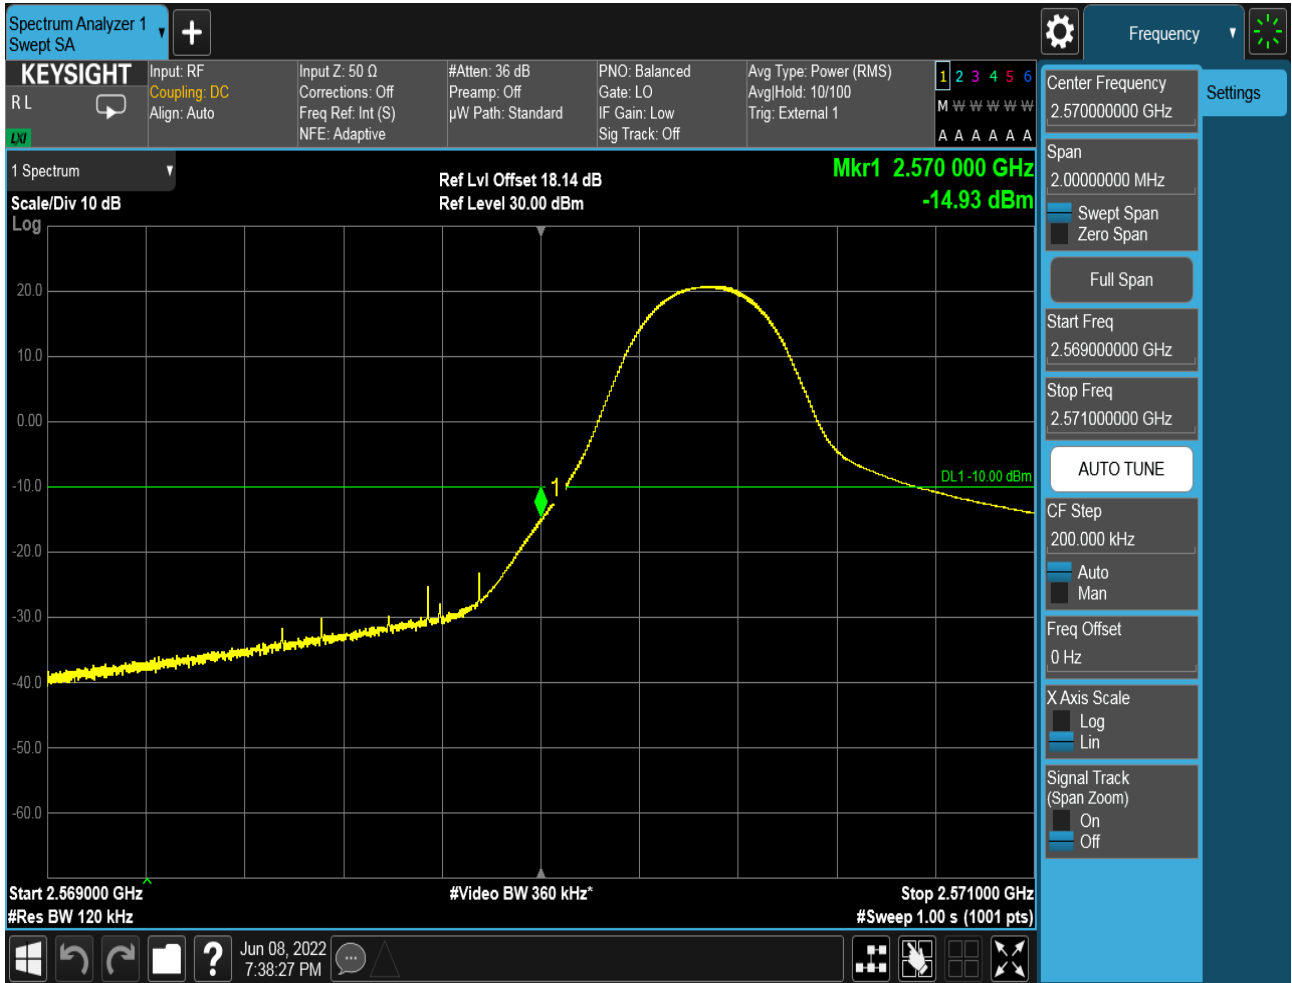 Spectrum Analyzer 1
Swept SA
Frequency
KEYSIGHT
R L
LXI
Input: RF
Coupling: DC
Align: Auto
Input Z: 50 Ω
Corrections: Off
Freq Ref: Int (S)
NFE: Adaptive
#Atten: 36 dB
Preamp: Off
µW Path: Standard
PNO: Balanced
Gate: LO
IF Gain: Low
Sig Track: Off
Avg Type: Power (RMS)
Avg|Hold: 10/100
Trig: External 1
1 2 3 4 5 6
M W W W W W
A A A A A A
1 Spectrum
Scale/Div 10 dB
Log
Ref Lvl Offset 18.14 dB
Ref Level 30.00 dBm
Mkr1 2.570 000 GHz
-14.93 dBm
20.0
10.0
0.00
-10.0
-20.0
-30.0
-40.0
-50.0
-60.0
1
DL1 -10.00 dBm
Start 2.569000 GHz
#Res BW 120 kHz
#Video BW 360 kHz*
Stop 2.571000 GHz
#Sweep 1.00 s (1001 pts)
Center Frequency
2.570000000 GHz
Settings
Span
2.00000000 MHz
Swept Span
Zero Span
Full Span
Start Freq
2.569000000 GHz
Stop Freq
2.571000000 GHz
AUTO TUNE
CF Step
200.000 kHz
Auto
Man
Freq Offset
0 Hz
X Axis Scale
Log
Lin
Signal Track
(Span Zoom)
On
Off
?
Jun 08, 2022
7:38:27 PM